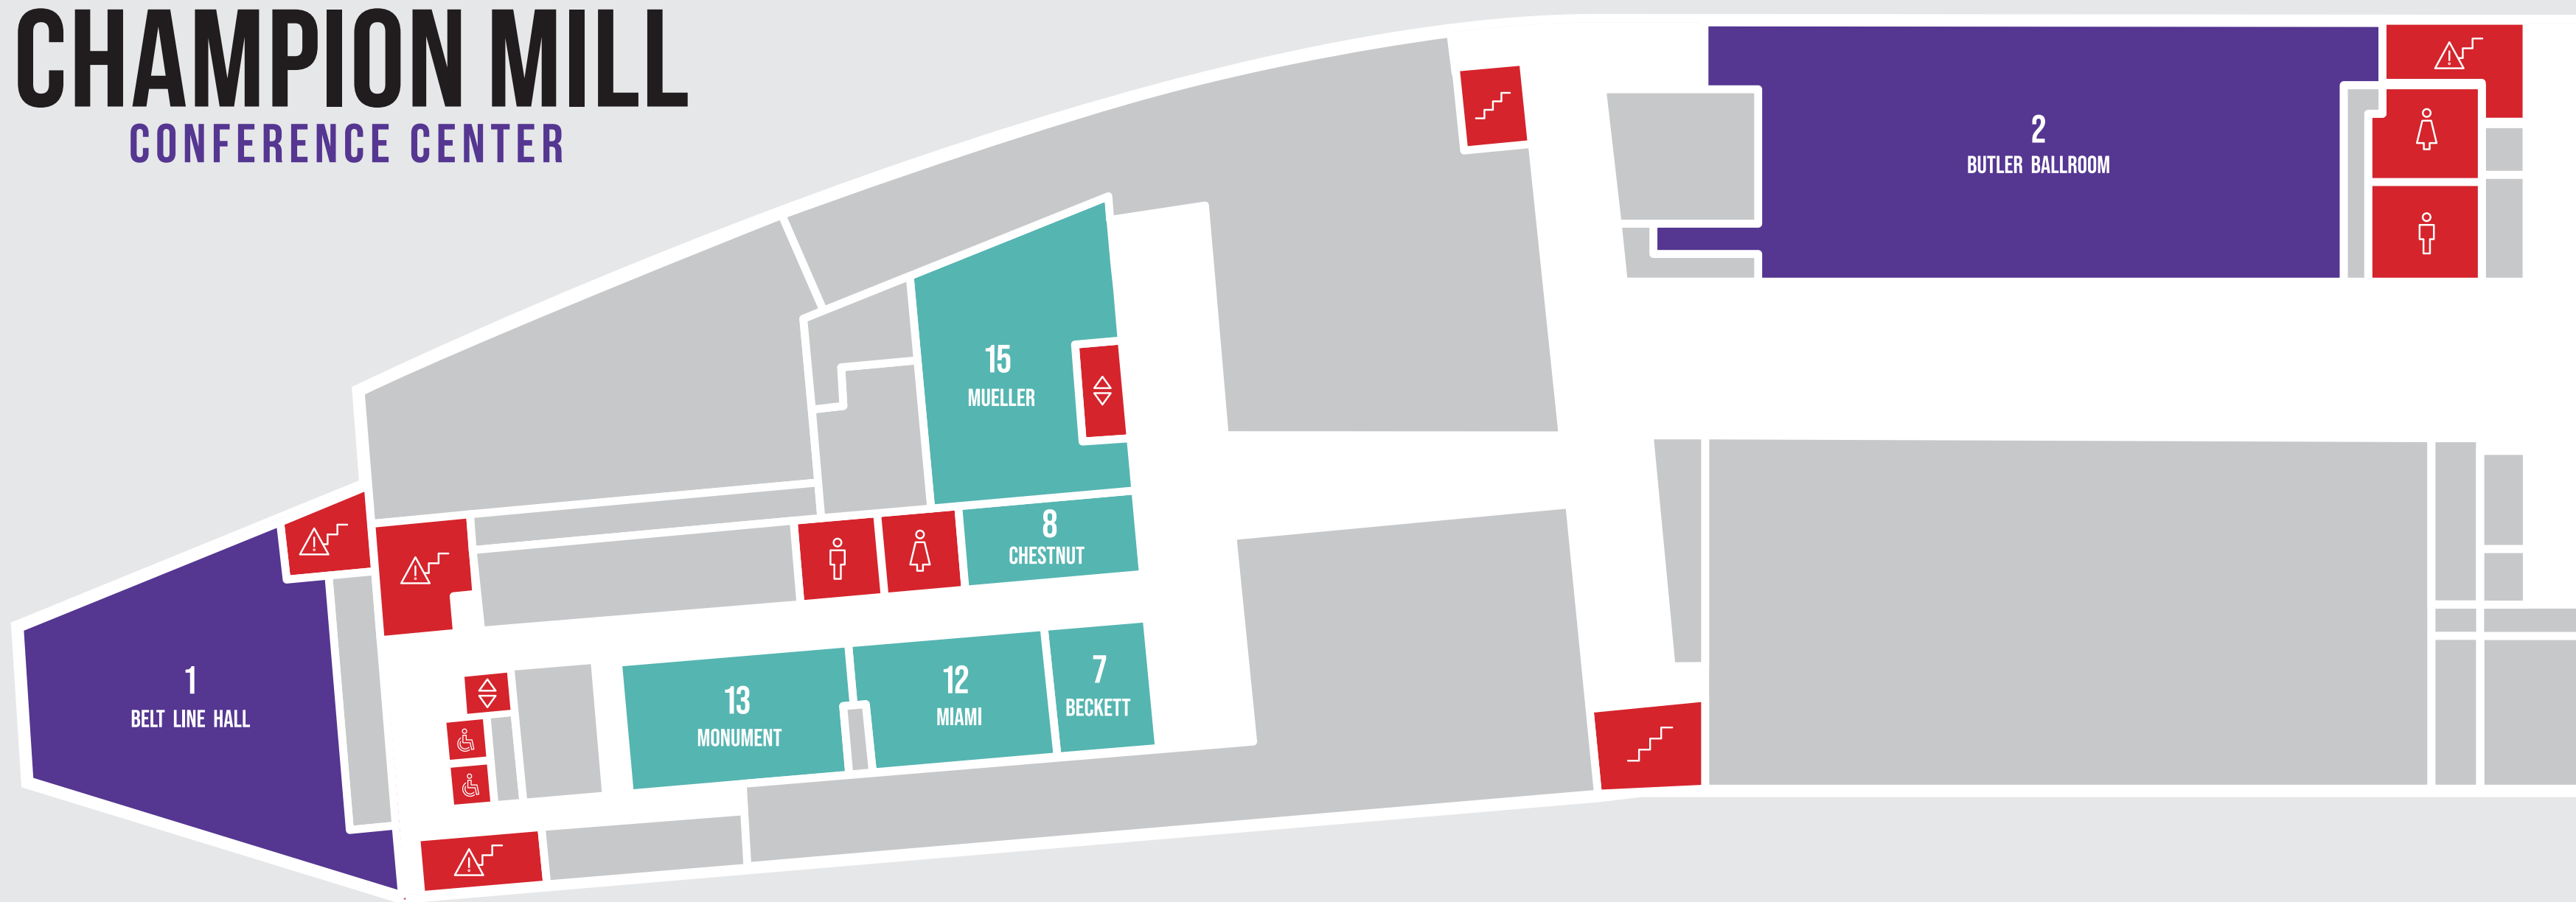 CHAMPION MILL
CONFERENCE CENTER
2
BUTLER BALLROOM
15
MUELLER
8
CHESTNUT
1
BELT LINE HALL
13
MONUMENT
12
MIAMI
7
BECKETT